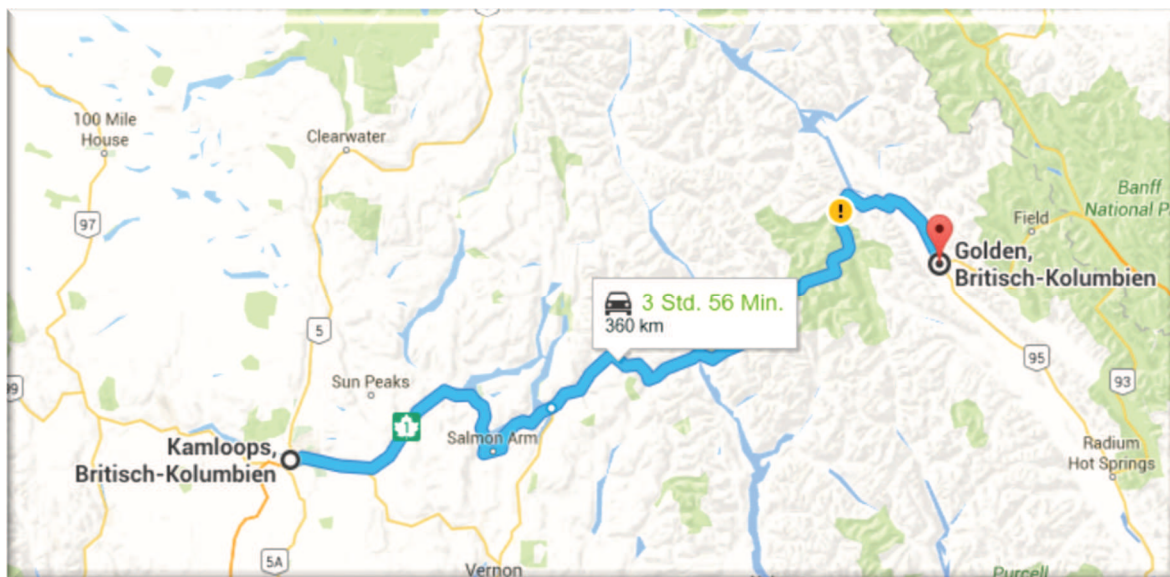 100 Mile
House
Clearwater
97
Banff
National P
Field
Golden,
Britisch-Kolumbien
3 Std. 56 Min.
360 km
5
95
93
99
Sun Peaks
1
Salmon Arm
Kamloops,
Britisch-Kolumbien
Radium
Hot Springs
5A
Vernon
Purcell